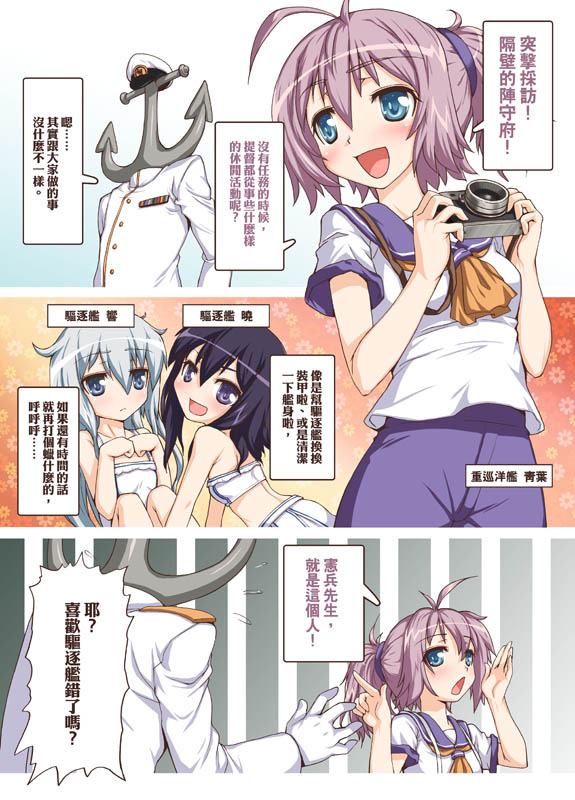 突擊採訪！
隔壁的陣守府！
沒有任務的時候，
提督都從事些什麼樣
的休閒活動呢？
嗯……
其實跟大家做的事
沒什麼不一樣。
重巡洋艦 青葉
像是幫驅逐艦換換
裝甲啦、或是清潔
一下艦身啦，
驅逐艦 曉
驅逐艦 響
如果還有時間的話
就再打個蠟什麼的，
呼呼呼……
憲兵先生，
就是這個人！
耶？
喜歡驅逐艦錯了嗎？